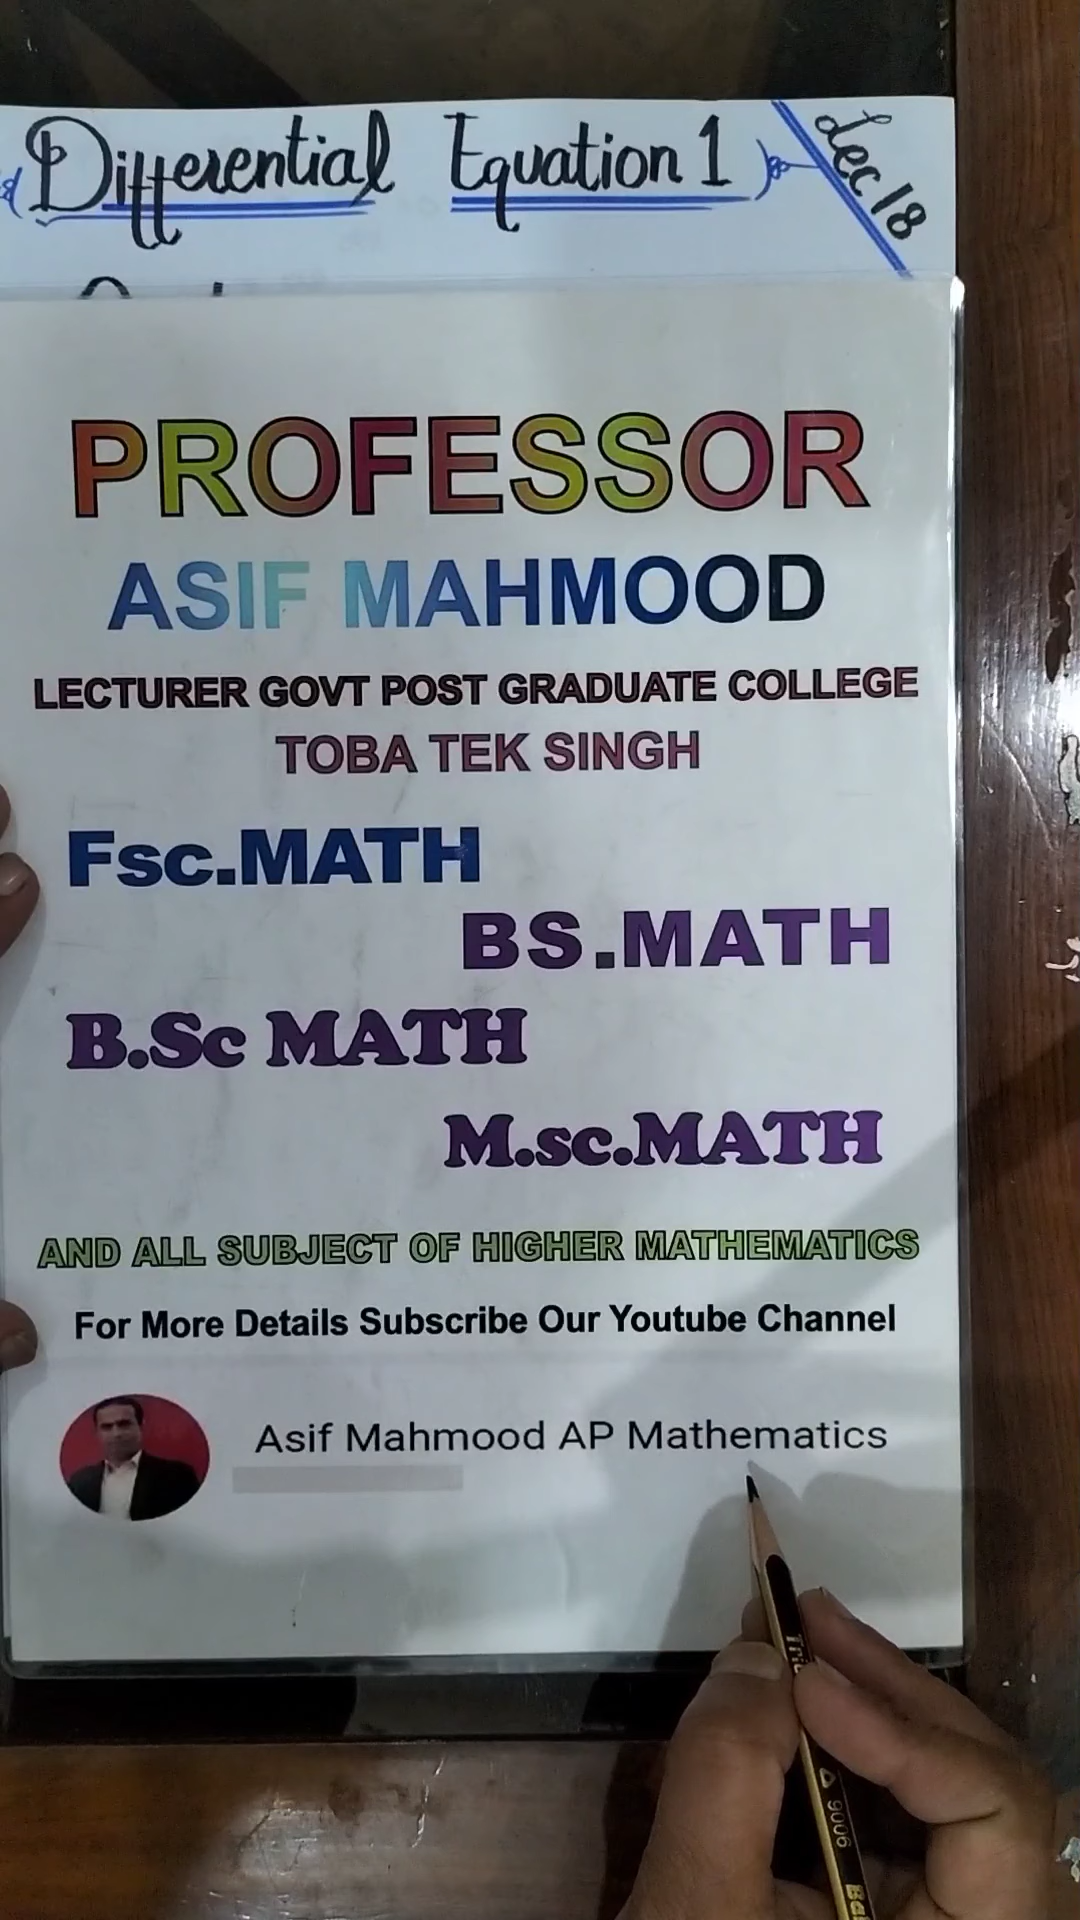 Differential Equation 1
Lec 18
PROFESSOR
ASIF MAHMOOD
LECTURER GOVT POST GRADUATE COLLEGE
TOBA TEK SINGH
Fsc.MATH
BS.MATH
B.Sc MATH
M.sc.MATH
AND ALL SUBJECT OF HIGHER MATHEMATICS
For More Details Subscribe Our Youtube Channel
Asif Mahmood AP Mathematics
9006